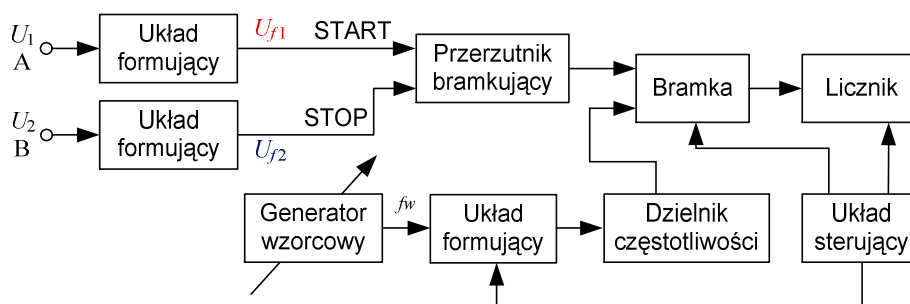 U1
A
Układ
formujący
Uf1
START
Przerzutnik
bramkujący
Bramka
Licznik
U2
B
Układ
formujący
STOP
Uf2
Generator
wzorcowy
fw
Układ
formujący
Dzielnik
częstotliwości
Układ
sterujący